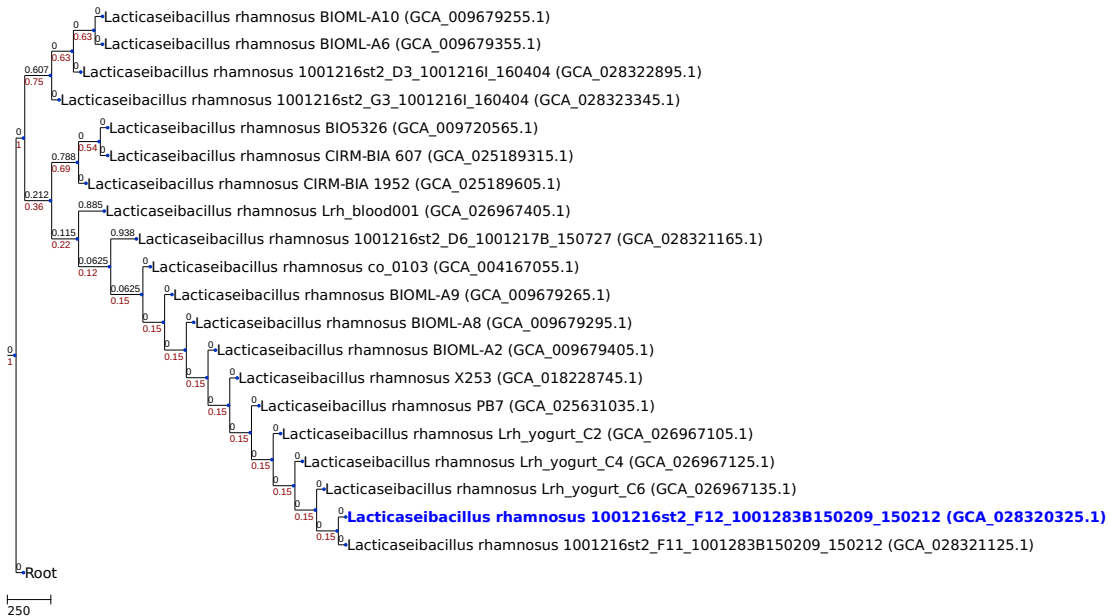 0
0 Lacticaseibacillus rhamnosus BIOML-A10 (GCA_009679255.1)
0.63
0 Lacticaseibacillus rhamnosus BIOML-A6 (GCA_009679355.1)
0
0.63
0 Lacticaseibacillus rhamnosus 1001216st2_D3_1001216I_160404 (GCA_028322895.1)
0.607
0.75
0 Lacticaseibacillus rhamnosus 1001216st2_G3_1001216I_160404 (GCA_028323345.1)
0
1
0 Lacticaseibacillus rhamnosus BIO5326 (GCA_009720565.1)
0
0.54
0 Lacticaseibacillus rhamnosus CIRM-BIA 607 (GCA_025189315.1)
0.788
0.69
0 Lacticaseibacillus rhamnosus CIRM-BIA 1952 (GCA_025189605.1)
0.212
0.36
0.885 Lacticaseibacillus rhamnosus Lrh_blood001 (GCA_026967405.1)
0.115
0.22
0.938 Lacticaseibacillus rhamnosus 1001216st2_D6_1001217B_150727 (GCA_028321165.1)
0.0625
0.12
0 Lacticaseibacillus rhamnosus co_0103 (GCA_004167055.1)
0.0625
0.15
0 Lacticaseibacillus rhamnosus BIOML-A9 (GCA_009679265.1)
0
0.15
0 Lacticaseibacillus rhamnosus BIOML-A8 (GCA_009679295.1)
0
0.15
0 Lacticaseibacillus rhamnosus BIOML-A2 (GCA_009679405.1)
0
0.15
0 Lacticaseibacillus rhamnosus X253 (GCA_018228745.1)
0
0.15
0 Lacticaseibacillus rhamnosus PB7 (GCA_025631035.1)
0
0.15
0 Lacticaseibacillus rhamnosus Lrh_yogurt_C2 (GCA_026967105.1)
0
0.15
0 Lacticaseibacillus rhamnosus Lrh_yogurt_C4 (GCA_026967125.1)
0
0.15
0 Lacticaseibacillus rhamnosus Lrh_yogurt_C6 (GCA_026967135.1)
0
0.15
0 Lacticaseibacillus rhamnosus 1001216st2_F12_1001283B150209_150212 (GCA_028320325.1)
0
0.15
0 Lacticaseibacillus rhamnosus 1001216st2_F11_1001283B150209_150212 (GCA_028321125.1)
0
1
0 Root
250